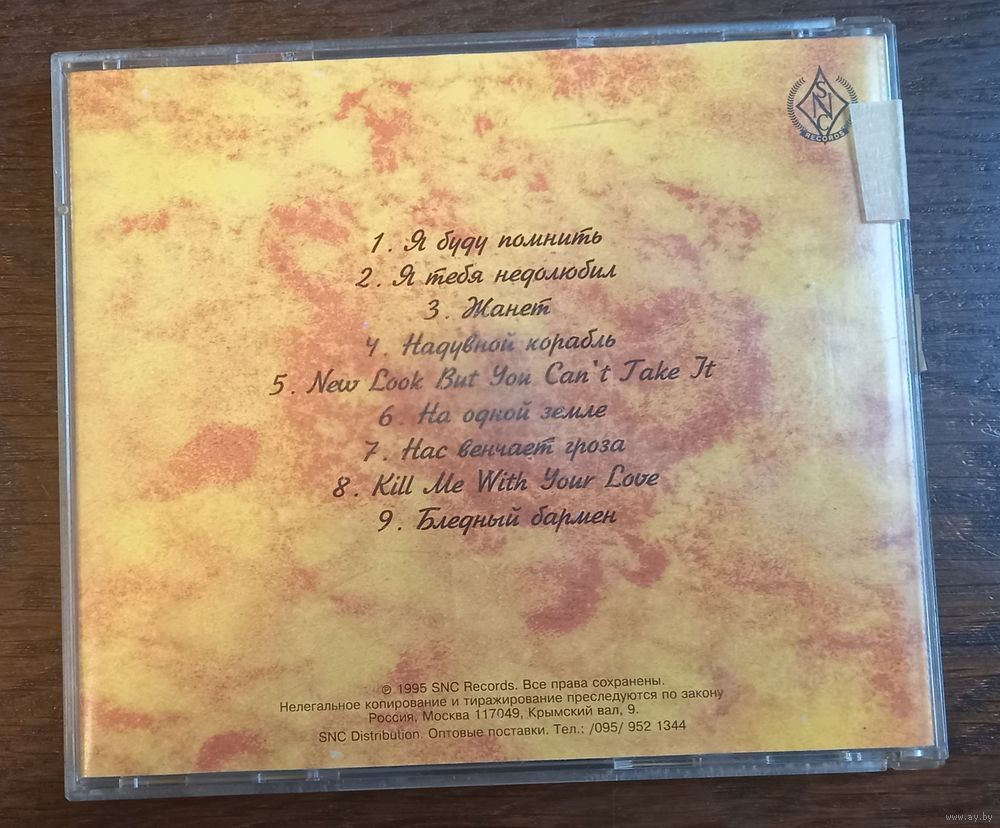 SNC
RECORDS
1. Я буду помнить
2. Я тебя недолюбил
3. Жанет
4. Надувной корабль
5. New Look But You Can't Take It
6. На одной земле
7. Нас венчает гроза
8. Kill Me With Your Love
9. Бледный бармен
℗ 1995 SNC Records. Все права сохранены.
Нелегальное копирование и тиражирование преследуются по закону
Россия, Москва 117049, Крымский вал, 9.
SNC Distribution. Оптовые поставки. Тел.: /095/ 952 1344
www.ay.by